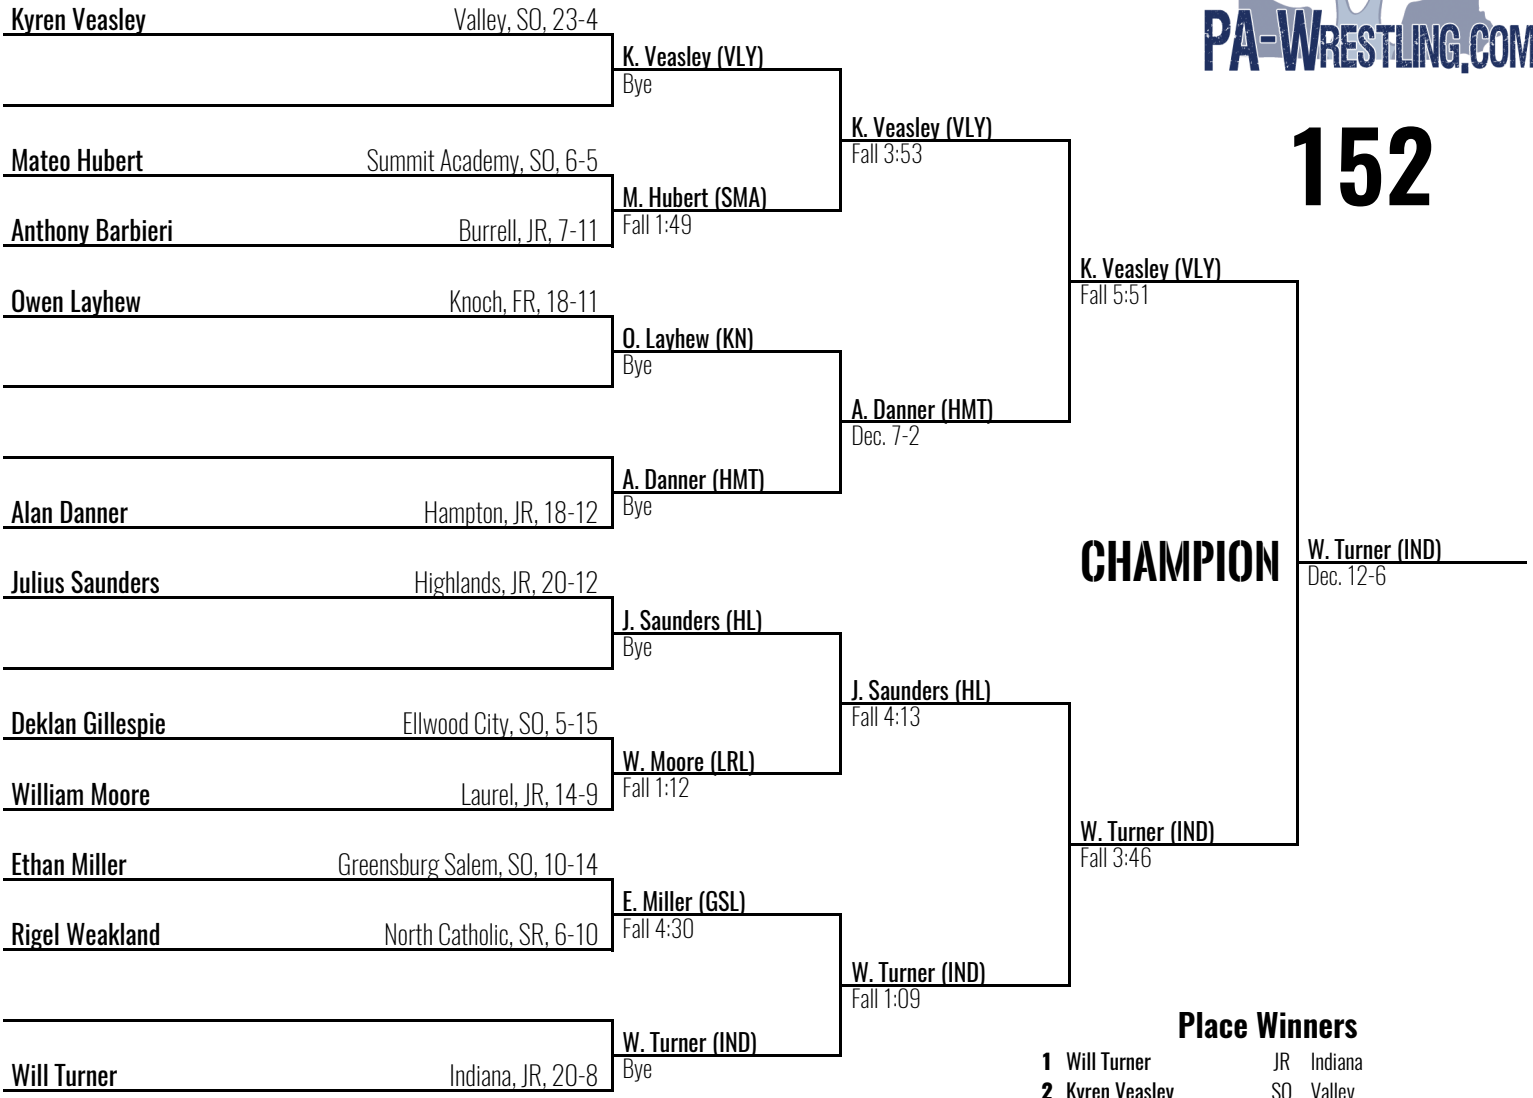 PA-WRESTLING.COM
152
Kyren Veasley Valley, SO, 23-4
K. Veasley (VLY)
Bye
K. Veasley (VLY)
Fall 3:53
Mateo Hubert Summit Academy, SO, 6-5
M. Hubert (SMA)
Fall 1:49
Anthony Barbieri Burrell, JR, 7-11
K. Veasley (VLY)
Fall 5:51
Owen Layhew Knoch, FR, 18-11
O. Layhew (KN)
Bye
A. Danner (HMT)
Dec. 7-2
A. Danner (HMT)
Bye
Alan Danner Hampton, JR, 18-12
CHAMPION
W. Turner (IND)
Dec. 12-6
Julius Saunders Highlands, JR, 20-12
J. Saunders (HL)
Bye
J. Saunders (HL)
Fall 4:13
Deklan Gillespie Ellwood City, SO, 5-15
W. Moore (LRL)
Fall 1:12
William Moore Laurel, JR, 14-9
W. Turner (IND)
Fall 3:46
Ethan Miller Greensburg Salem, SO, 10-14
E. Miller (GSL)
Fall 4:30
Rigel Weakland North Catholic, SR, 6-10
W. Turner (IND)
Fall 1:09
W. Turner (IND)
Bye
Will Turner Indiana, JR, 20-8
Place Winners
1 Will Turner JR Indiana
2 Kyren Veasley SO Valley